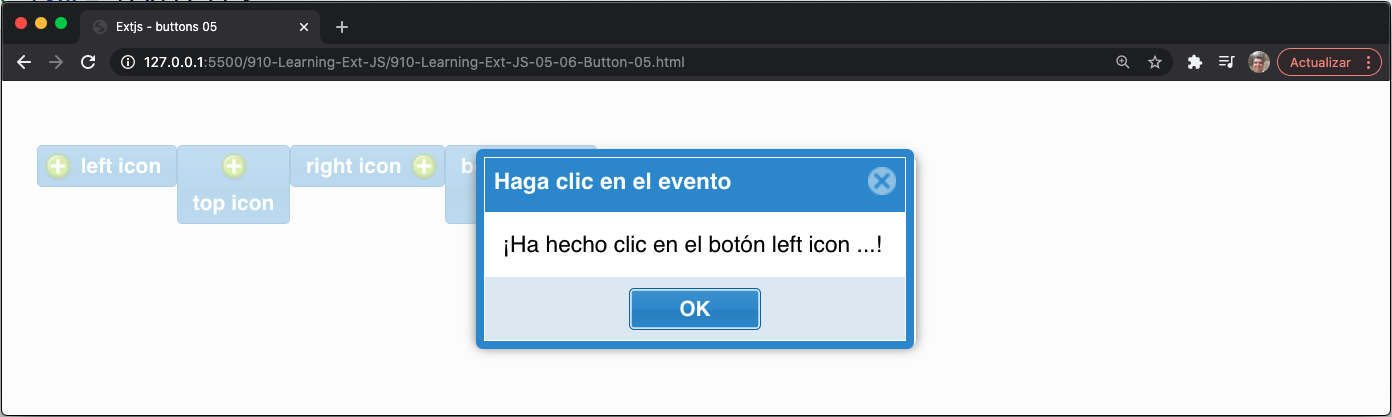 Extjs - buttons 05
127.0.0.1:5500/910-Learning-Ext-JS/910-Learning-Ext-JS-05-06-Button-05.html
Actualizar
left icon
top icon
right icon
Haga clic en el evento
¡Ha hecho clic en el botón left icon ...!
OK